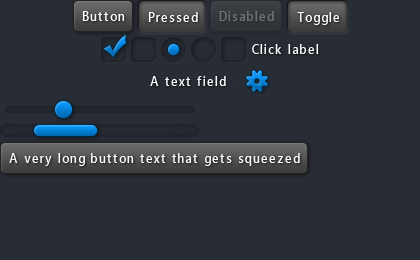 Button Pressed Disabled Toggle
Click label
A text field
A very long button text that gets squeezed